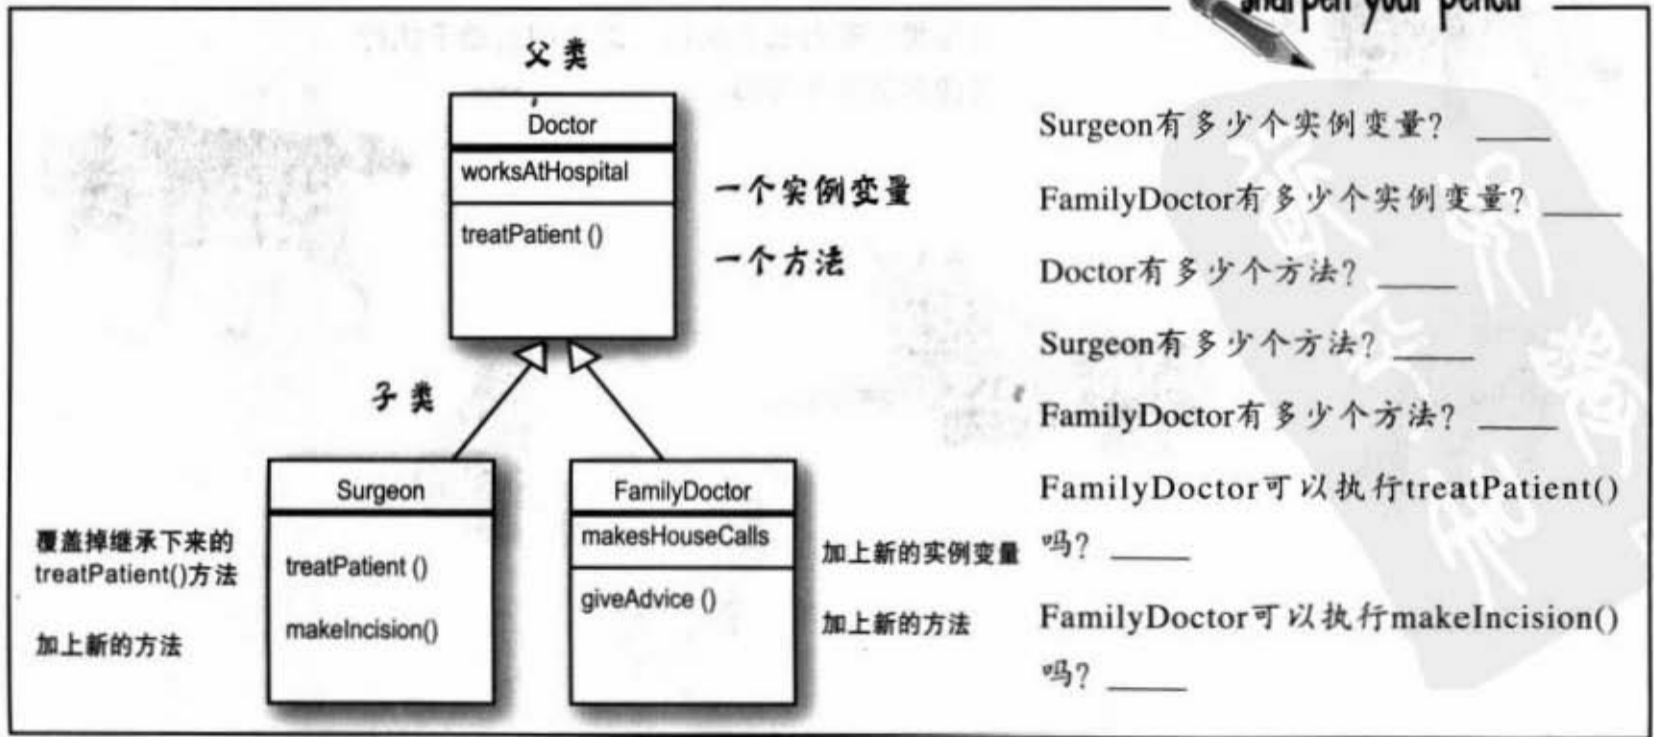 sharpen your pencil
父类
Doctor
worksAtHospital
treatPatient ()
一个实例变量
一个方法
子类
Surgeon
treatPatient ()
makeIncision()
覆盖掉继承下来的
treatPatient()方法
加上新的方法
FamilyDoctor
makesHouseCalls
giveAdvice ()
加上新的实例变量
加上新的方法
Surgeon有多少个实例变量? ____
FamilyDoctor有多少个实例变量? ____
Doctor有多少个方法? ____
Surgeon有多少个方法? ____
FamilyDoctor有多少个方法? ____
FamilyDoctor可以执行treatPatient()
吗? ____
FamilyDoctor可以执行makeIncision()
吗? ____